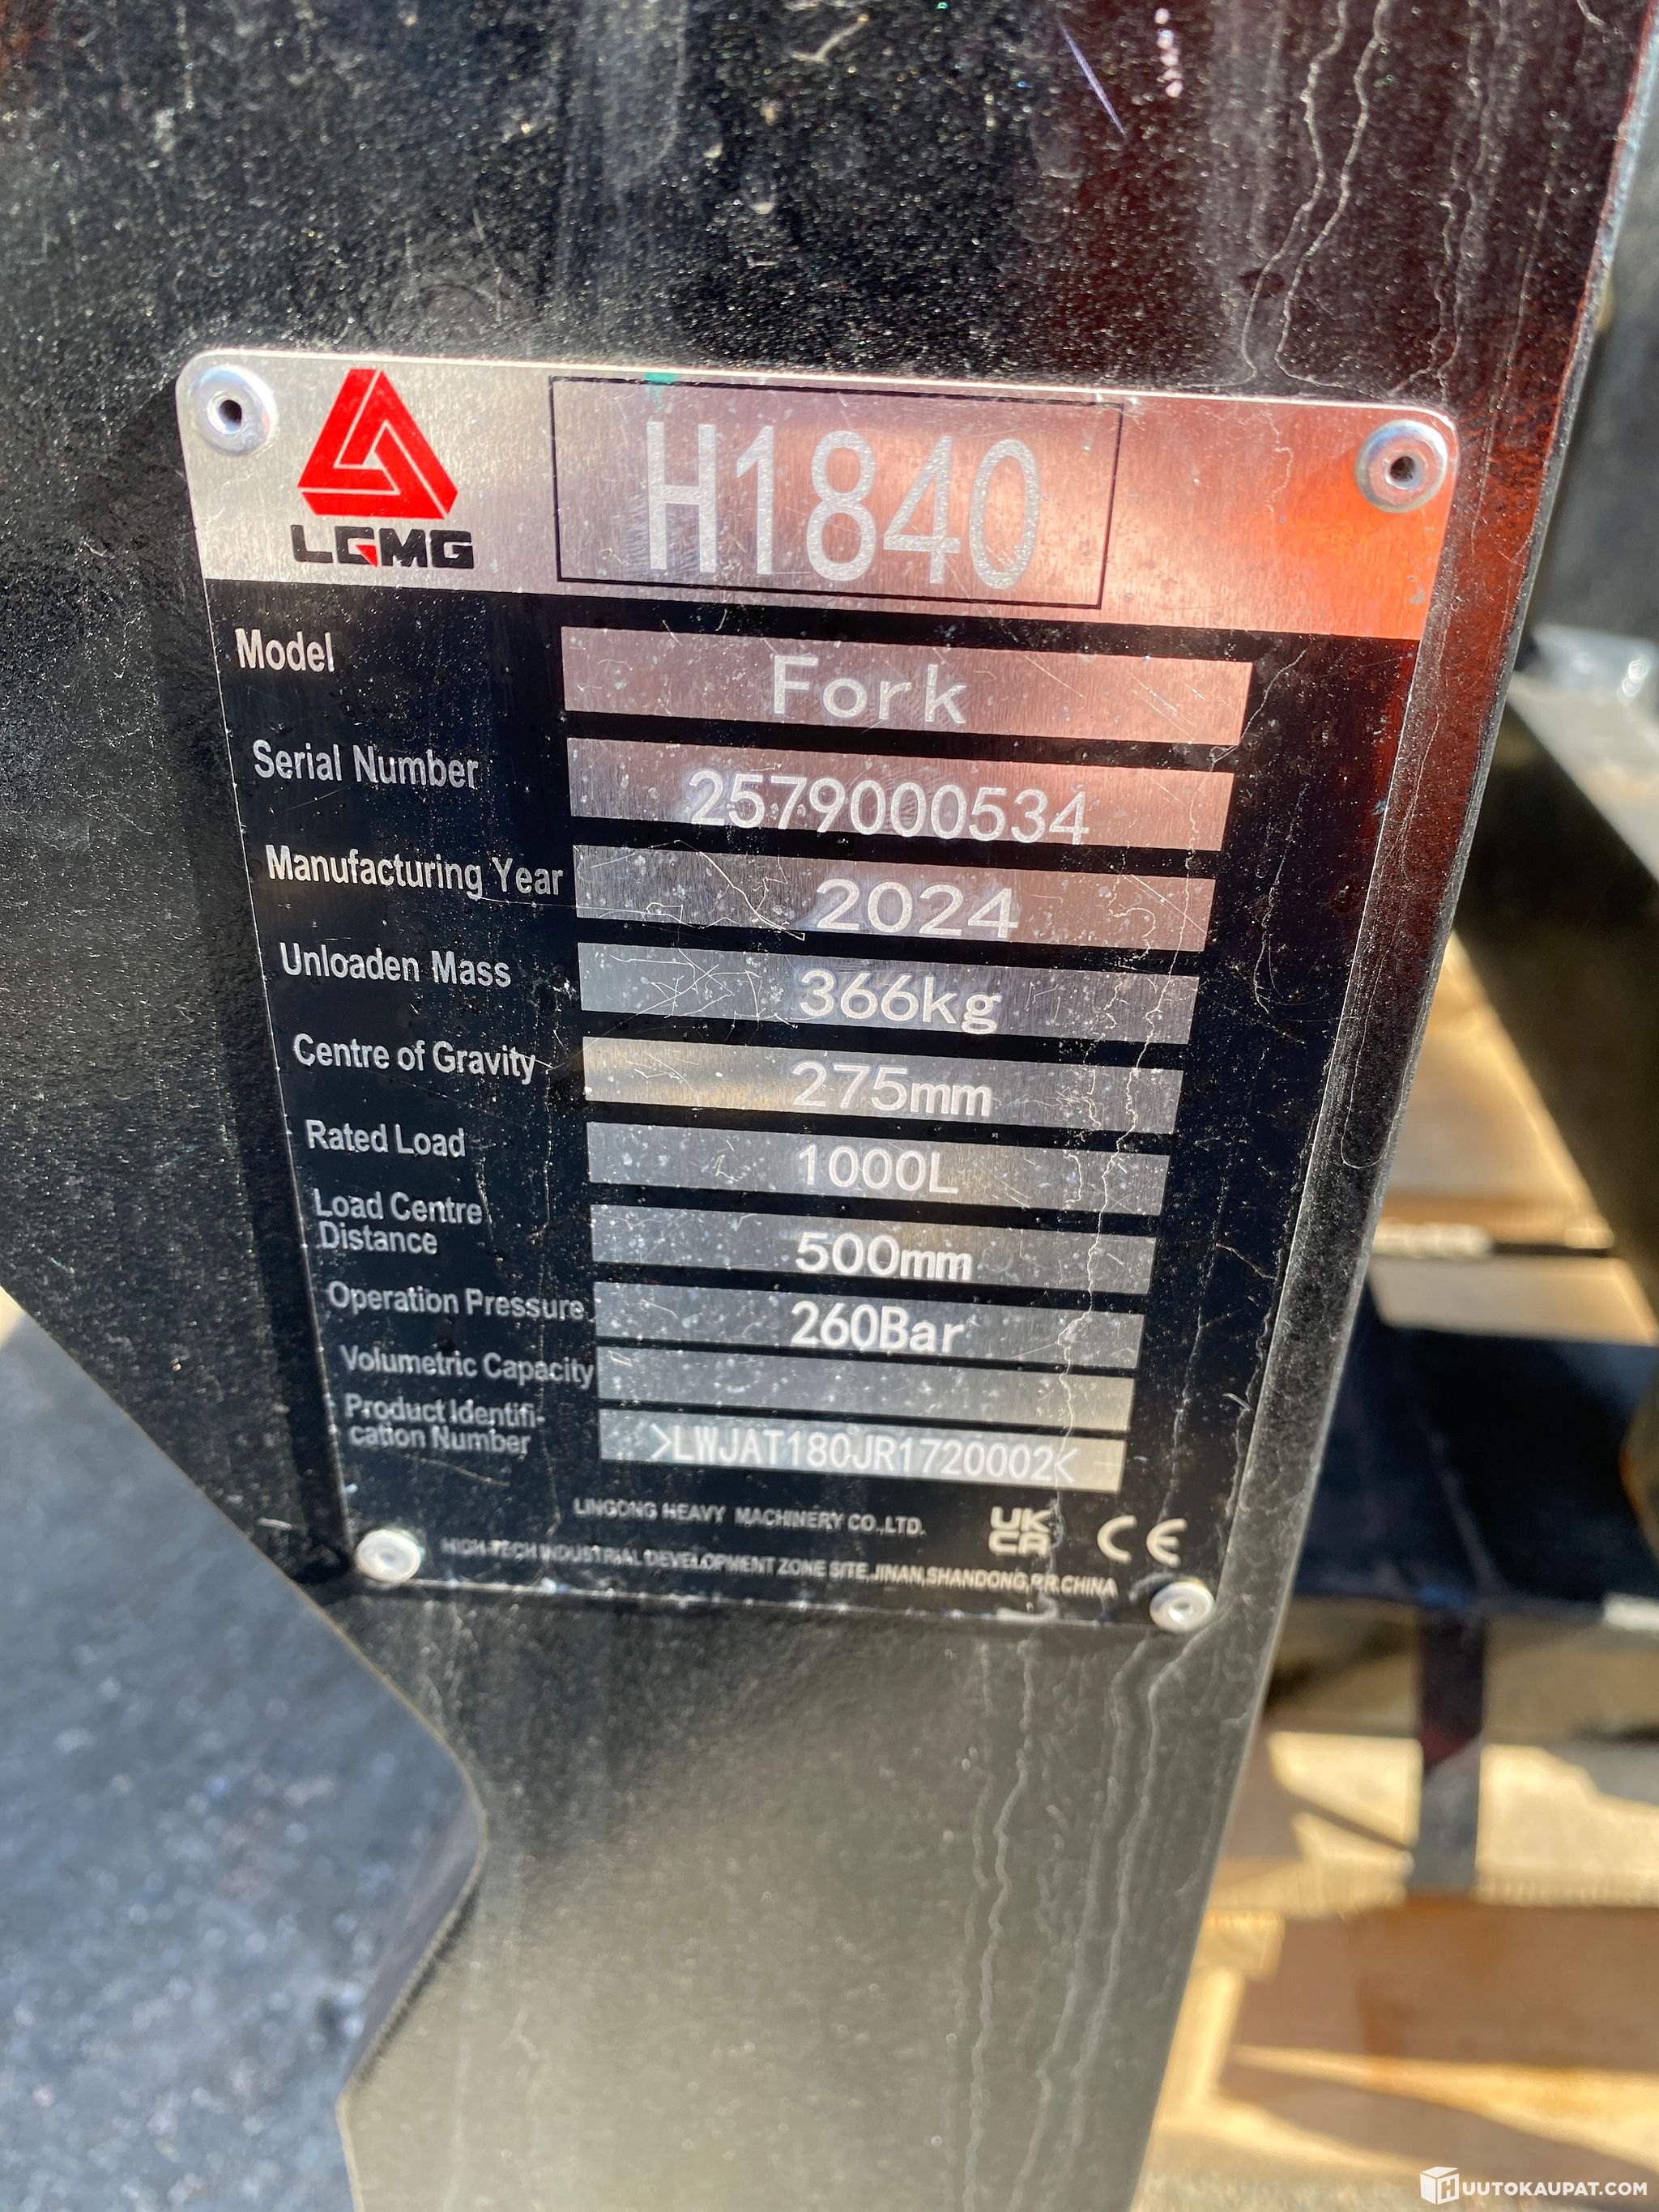 LGMG
H1840
Model Fork
Serial Number 2579000534
Manufacturing Year 2024
Unloaden Mass 366kg
Centre of Gravity 275mm
Rated Load 1000L
Load Centre
Distance 500mm
Operation Pressure 260Bar
Volumetric Capacity
Product Identifi-
cation Number >LWJAT180JR1720002<
LINGONG HEAVY MACHINERY CO.,LTD.
UK
CA CE
HIGH-TECH INDUSTRIAL DEVELOPMENT ZONE SITE,JINAN,SHANDONG,P.R.CHINA
HUUTOKAUPAT.COM